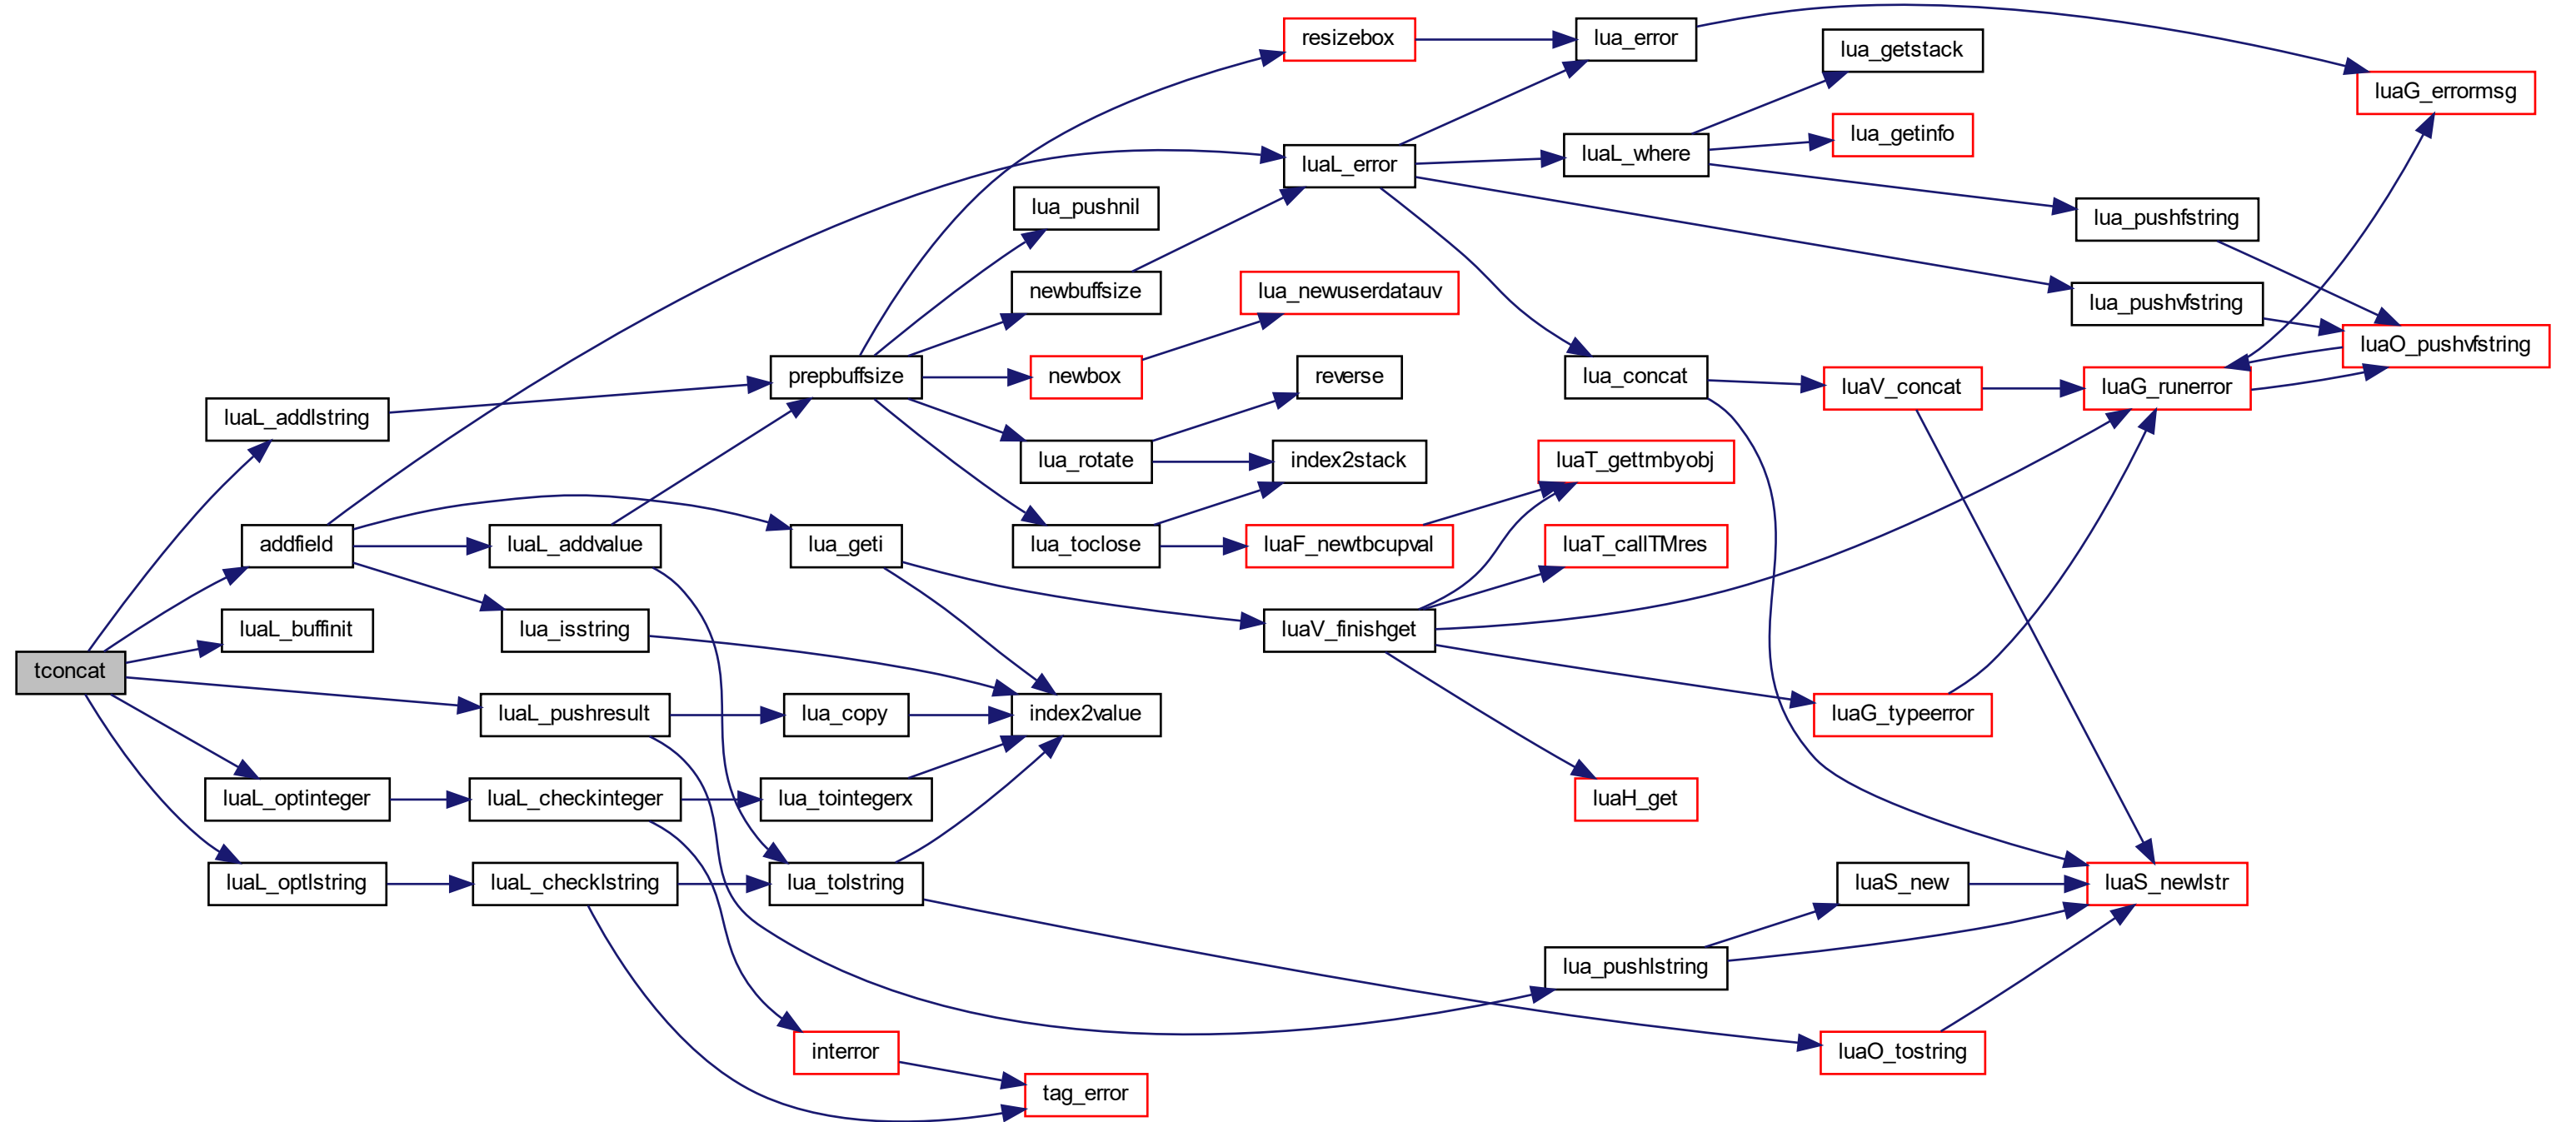 resizebox
lua_error
lua_getstack
luaG_errormsg
lua_getinfo
luaL_error
luaL_where
lua_pushnil
lua_pushfstring
newbuffsize
lua_newuserdatauv
lua_pushvfstring
luaO_pushvfstring
prepbuffsize
newbox
reverse
lua_concat
luaV_concat
luaG_runerror
luaL_addlstring
lua_rotate
index2stack
luaT_gettmbyobj
addfield
luaL_addvalue
lua_geti
lua_toclose
luaF_newtbcupval
luaT_callTMres
luaL_buffinit
lua_isstring
luaV_finishget
tconcat
luaL_pushresult
lua_copy
index2value
luaG_typeerror
luaL_optinteger
luaL_checkinteger
lua_tointegerx
luaH_get
luaL_optlstring
luaL_checklstring
lua_tolstring
luaS_new
luaS_newlstr
lua_pushlstring
interror
luaO_tostring
tag_error